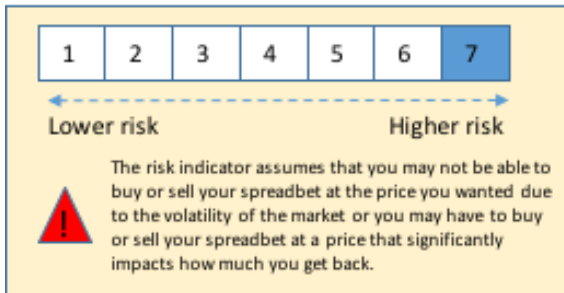 1 2 3 4 5 6 7
Lower risk Higher risk
The risk indicator assumes that you may not be able to
buy or sell your spreadbet at the price you wanted due
to the volatility of the market or you may have to buy
or sell your spreadbet at a price that significantly
impacts how much you get back.
!